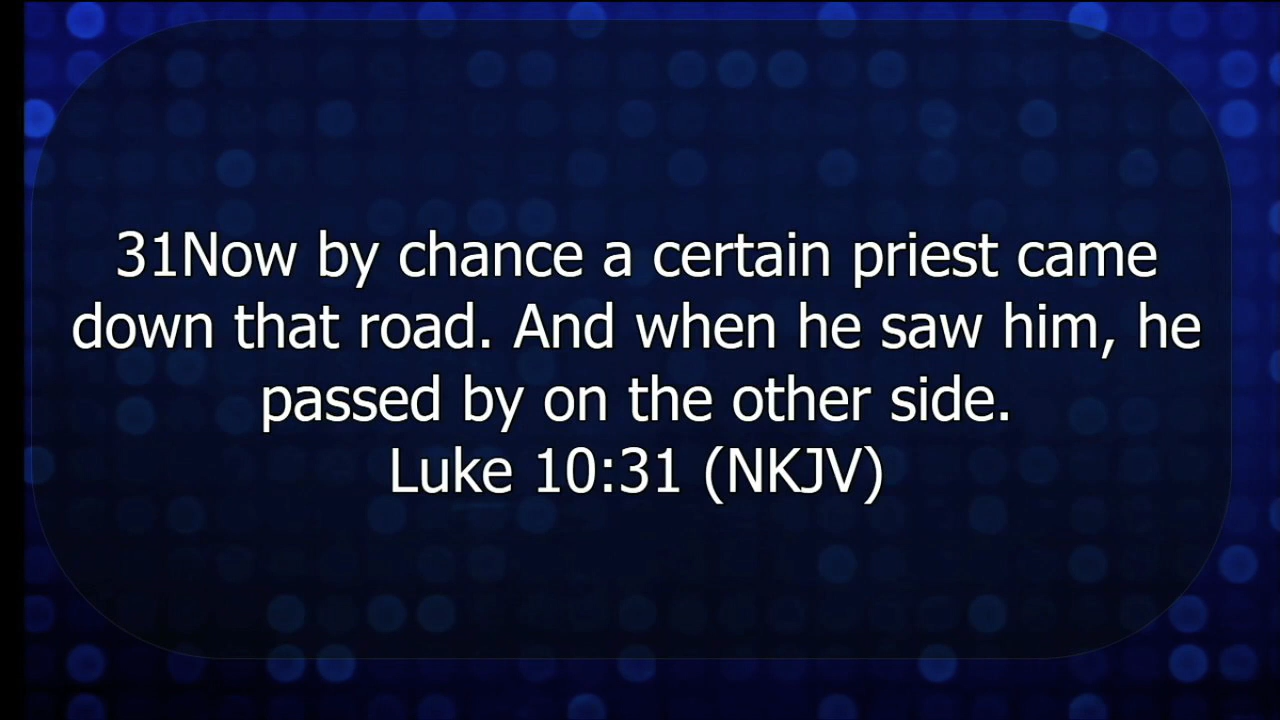 31Now by chance a certain priest came
down that road. And when he saw him, he
passed by on the other side.
Luke 10:31 (NKJV)